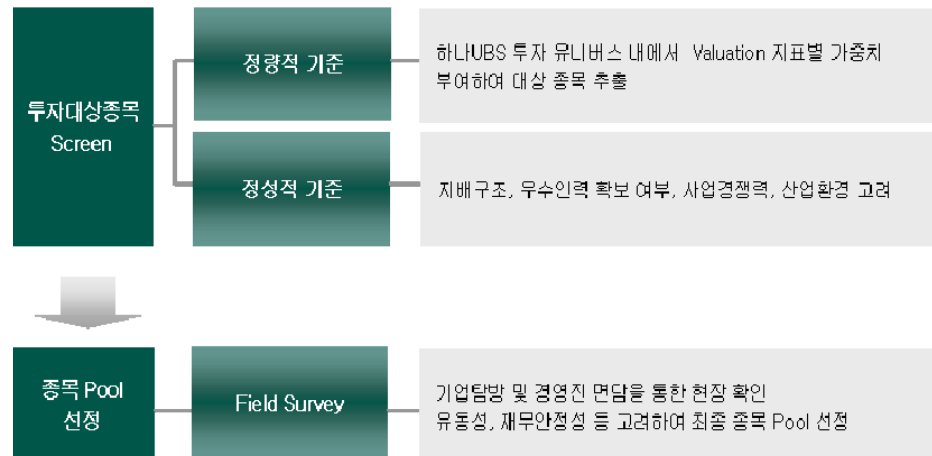 투자대상종목
Screen
정량적 기준
하나UBS 투자 유니버스 내에서 Valuation 지표별 가중치
부여하여 대상 종목 추출
정성적 기준
지배구조, 우수인력 확보 여부, 사업경쟁력, 산업환경 고려
종목 Pool
선정
Field Survey
기업탐방 및 경영진 면담을 통한 현장 확인
유동성, 재무안정성 등 고려하여 최종 종목 Pool 선정